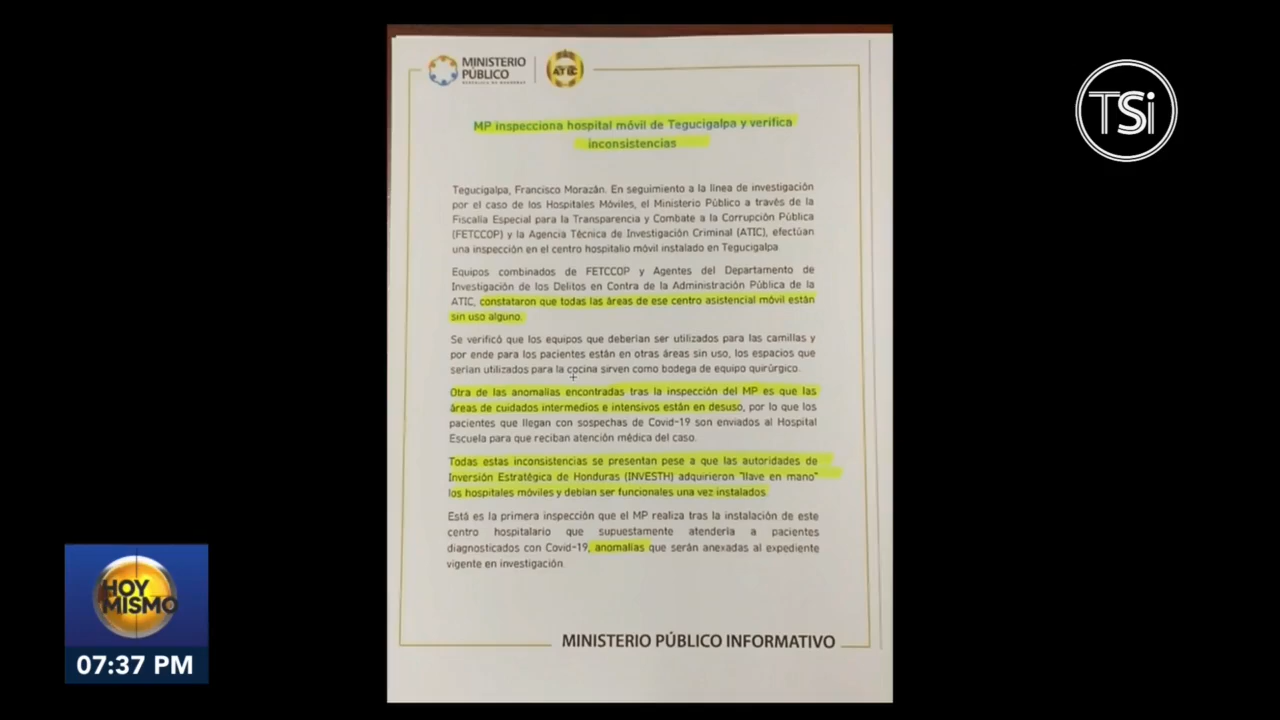 MINISTERIO
PÚBLICO
REPÚBLICA DE HONDURAS
ATIC
TSi
MP inspecciona hospital móvil de Tegucigalpa y verifica
inconsistencias
Tegucigalpa, Francisco Morazán. En seguimiento a la línea de investigación
por el caso de los Hospitales Móviles, el Ministerio Público a través de la
Fiscalía Especial para la Transparencia y Combate a la Corrupción Pública
(FETCCOP) y la Agencia Técnica de Investigación Criminal (ATIC), efectúan
una inspección en el centro hospitalio móvil instalado en Tegucigalpa
Equipos combinados de FETCCOP y Agentes del Departamento de
Investigación de los Delitos en Contra de la Administración Pública de la
ATIC, constataron que todas las áreas de ese centro asistencial móvil están
sin uso alguno.
Se verificó que los equipos que deberían ser utilizados para las camillas y
por ende para los pacientes están en otras áreas sin uso, los espacios que
serían utilizados para la cocina sirven como bodega de equipo quirúrgico.
Otra de las anomalías encontradas tras la inspección del MP es que las
áreas de cuidados intermedios e intensivos están en desuso, por lo que los
pacientes que llegan con sospechas de Covid-19 son enviados al Hospital
Escuela para que reciban atención médica del caso.
Todas estas inconsistencias se presentan pese a que las autoridades de
Inversión Estratégica de Honduras (INVESTH) adquirieron "llave en mano"
los hospitales móviles y debían ser funcionales una vez instalados.
Está es la primera inspección que el MP realiza tras la instalación de este
centro hospitalario que supuestamente atendería a pacientes
diagnosticados con Covid-19, anomalías que serán anexadas al expediente
vigente en investigación.
MINISTERIO PÚBLICO INFORMATIVO
HOY
MISMO
07:37 PM